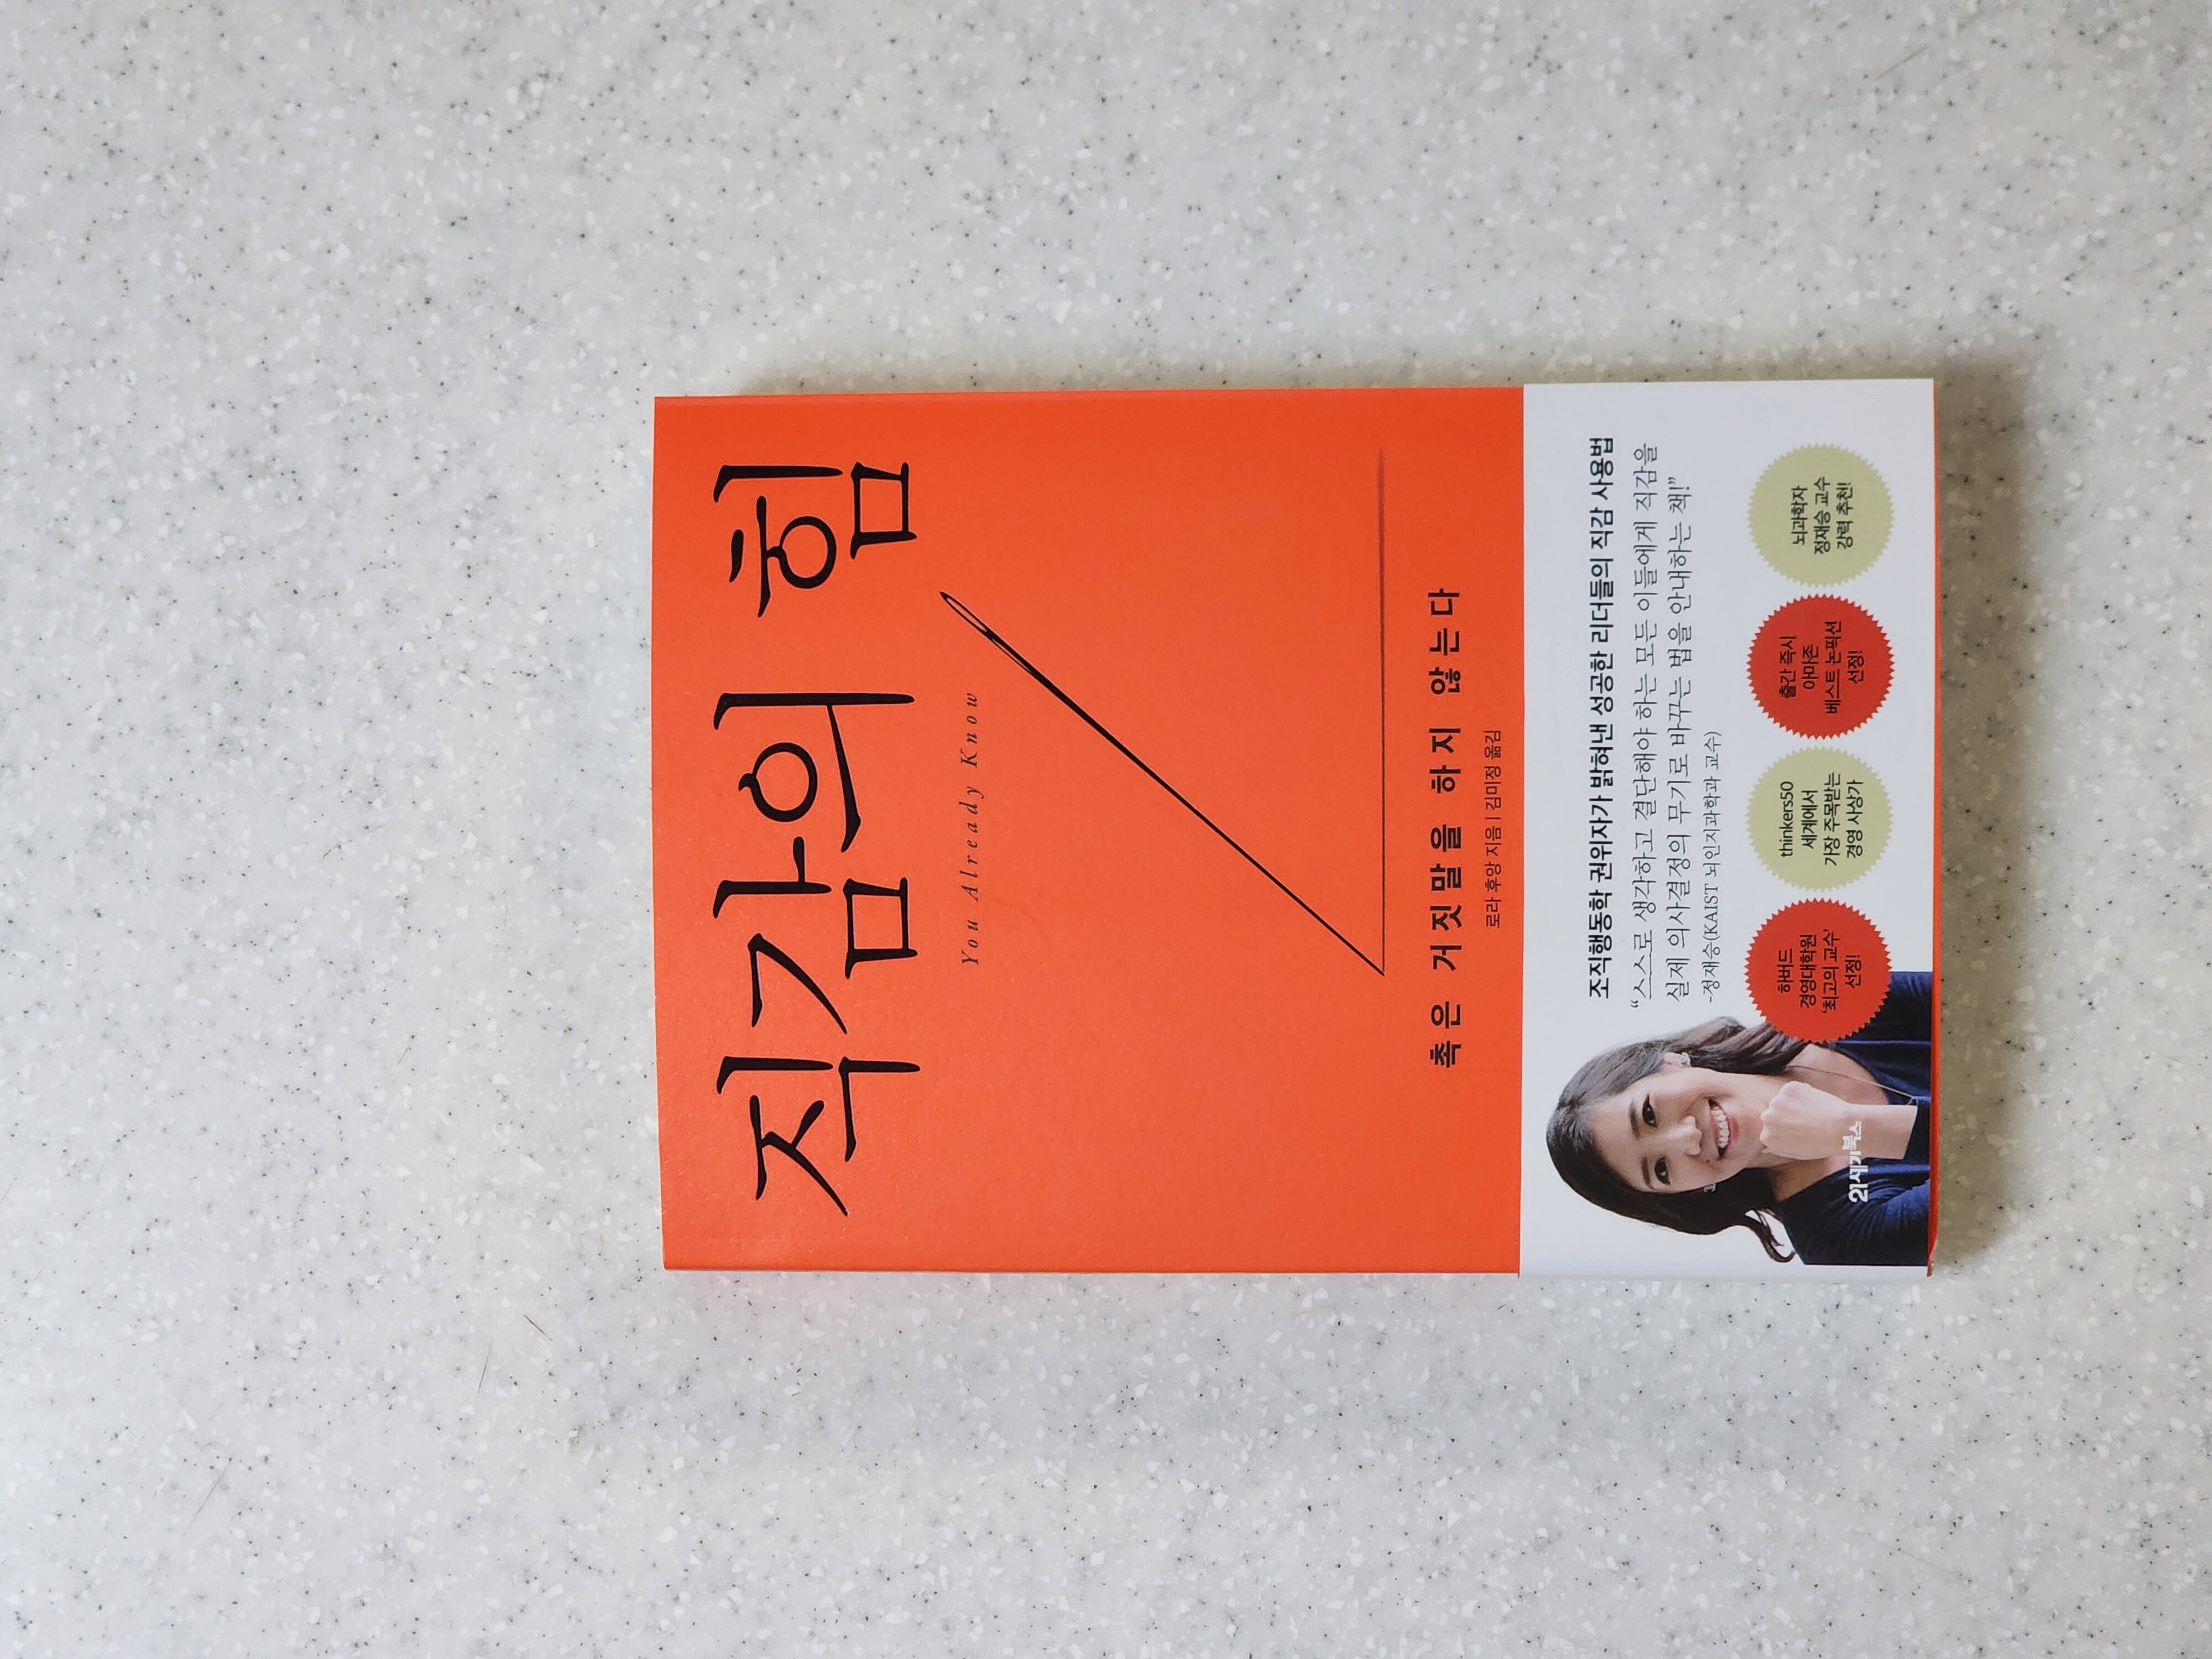 직감의 힘
You Already Know
촉은 거짓말을 하지 않는다
로라 후앙 지음 | 김미정 옮김
조직행동학 권위자가 밝혀낸 성공한 리더들의 직감 사용법
“스스로 생각하고 결단해야 하는 모든 이들에게 직감을
실제 의사결정의 무기로 바꾸는 법을 안내하는 책!”
-정재승(KAIST 뇌인지과학과 교수)
하버드
경영대학원
‘최고의 교수’
선정!
thinkers50
세계에서
가장 주목받는
경영 사상가
출간 즉시
아마존
베스트 논픽션
선정!
뇌과학자
정재승 교수
강력 추천!
21세기북스